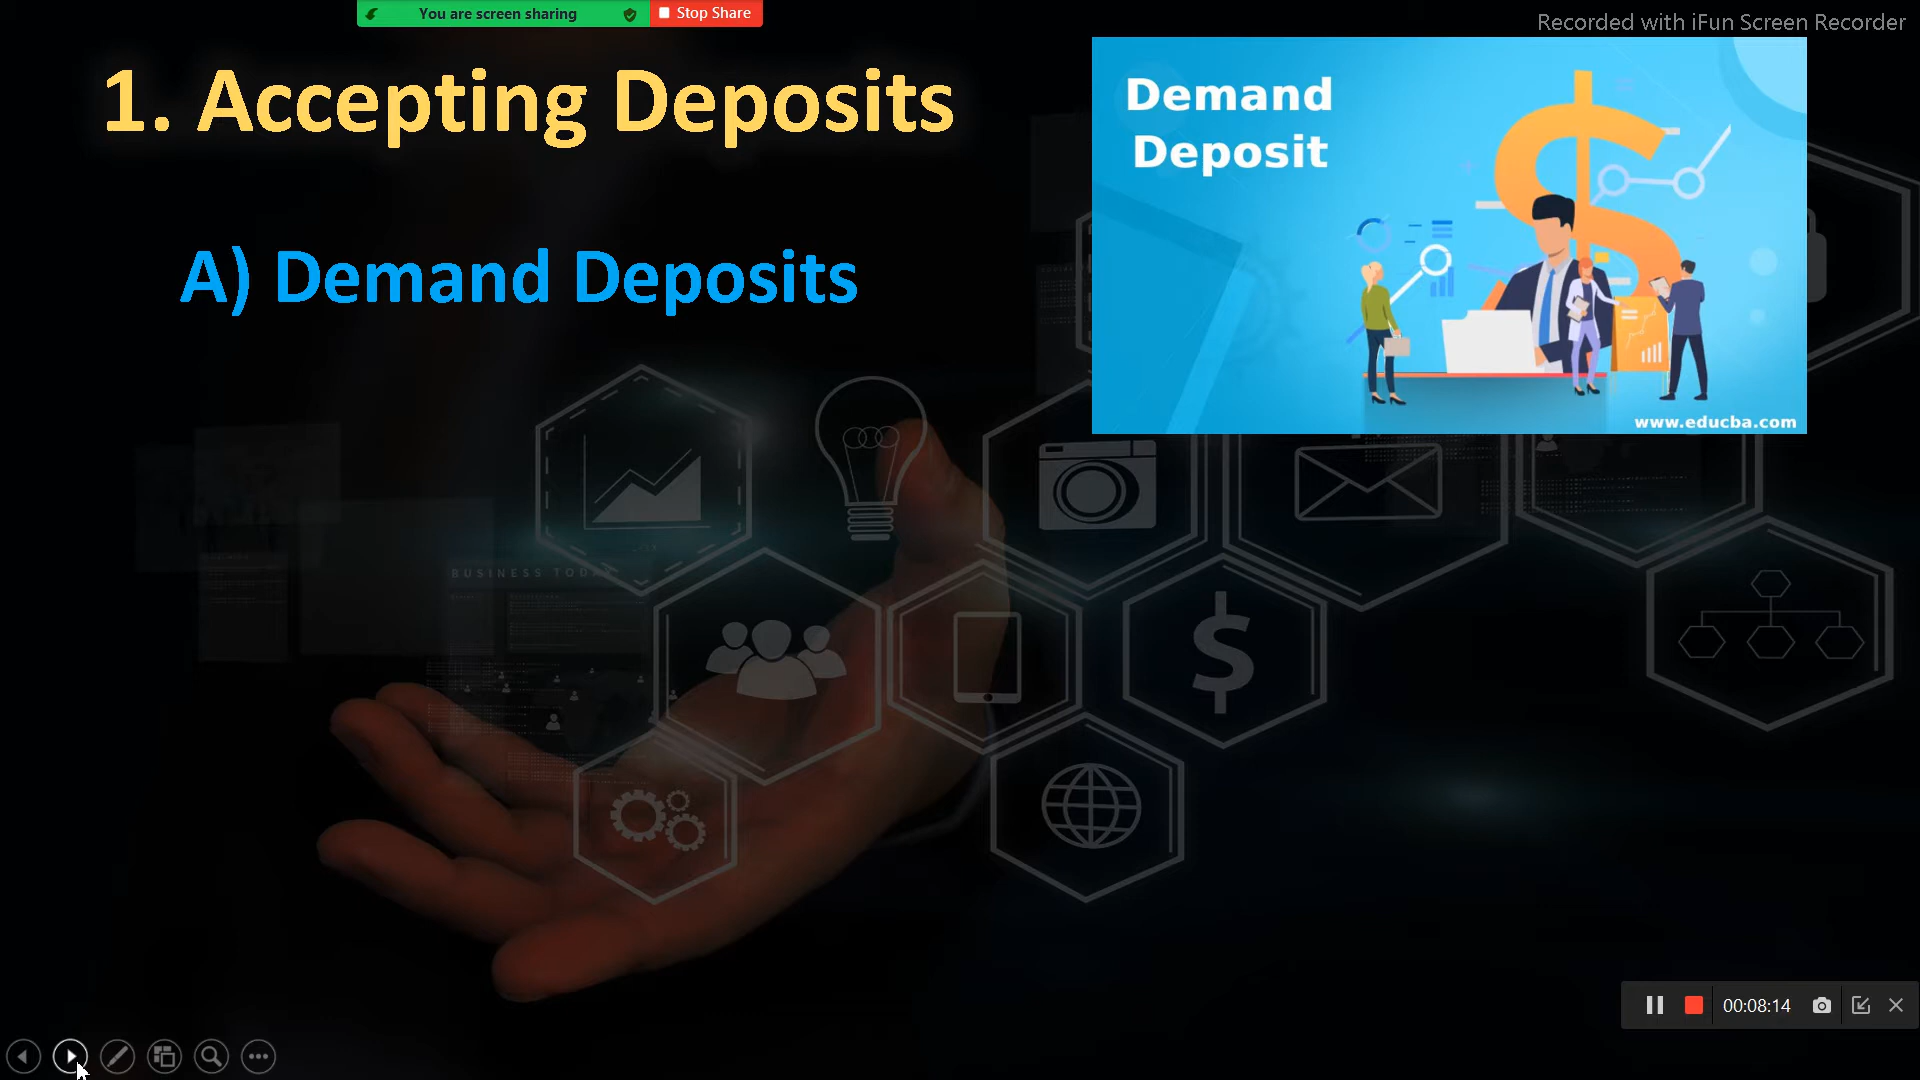 You are screen sharing
Stop Share
Recorded with iFun Screen Recorder
1. Accepting Deposits
Demand
Deposit
A) Demand Deposits
www.educba.com
BUSINESS TODAY
00:08:14